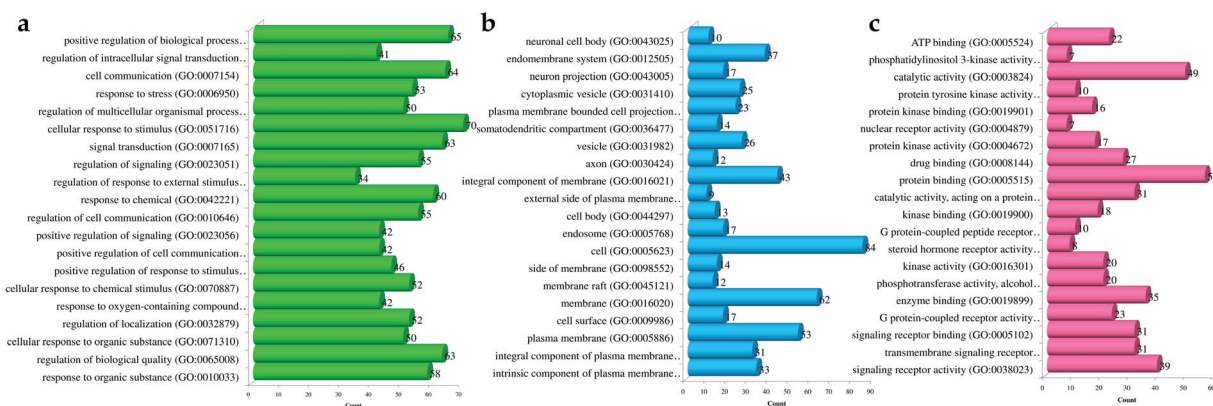 a
positive regulation of biological process.. 65
regulation of intracellular signal transduction.. 41
cell communication (GO:0007154) 64
response to stress (GO:0006950) 53
regulation of multicellular organismal process.. 50
cellular response to stimulus (GO:0051716) 70
signal transduction (GO:0007165) 63
regulation of signaling (GO:0023051) 55
regulation of response to external stimulus.. 34
response to chemical (GO:0042221) 60
regulation of cell communication (GO:0010646) 55
positive regulation of signaling (GO:0023056) 42
positive regulation of cell communication.. 42
positive regulation of response to stimulus.. 46
cellular response to chemical stimulus (GO:0070887) 52
response to oxygen-containing compound.. 42
regulation of localization (GO:0032879) 52
cellular response to organic substance (GO:0071310) 50
regulation of biological quality (GO:0065008) 63
response to organic substance (GO:0010033) 58
0 10 20 30 40 50 60 70
Count
b
neuronal cell body (GO:0043025) 10
endomembrane system (GO:0012505) 37
neuron projection (GO:0043005) 17
cytoplasmic vesicle (GO:0031410) 25
plasma membrane bounded cell projection 23
somatodendritic compartment (GO:0036477) 14
vesicle (GO:0031982) 26
axon (GO:0030424) 12
integral component of membrane (GO:0016021) 43
external side of plasma membrane 9
cell body (GO:0044297) 13
endosome (GO:0005768) 17
cell (GO:0005623) 84
side of membrane (GO:0098552) 14
membrane raft (GO:0045121) 12
membrane (GO:0016020) 62
cell surface (GO:0009986) 17
plasma membrane (GO:0005886) 53
integral component of plasma membrane.. 31
intrinsic component of plasma membrane.. 33
0 10 20 30 40 50 60 70 80 90
Count
c
ATP binding (GO:0005524) 22
phosphatidylinositol 3-kinase activity 7
catalytic activity (GO:0003824) 49
protein tyrosine kinase activity 10
protein kinase binding (GO:0019901) 16
nuclear receptor activity (GO:0004879) 7
protein kinase activity (GO:0004672) 17
drug binding (GO:0008144) 27
protein binding (GO:0005515) 5
catalytic activity, acting on a protein 31
kinase binding (GO:0019900) 18
G protein-coupled peptide receptor 10
steroid hormone receptor activity 8
kinase activity (GO:0016301) 20
phosphotransferase activity, alcohol 20
enzyme binding (GO:0019899) 35
G protein-coupled receptor activity 23
signaling receptor binding (GO:0005102) 31
transmembrane signaling receptor.. 31
signaling receptor activity (GO:0038023) 39
0 10 20 30 40 50 60
Count